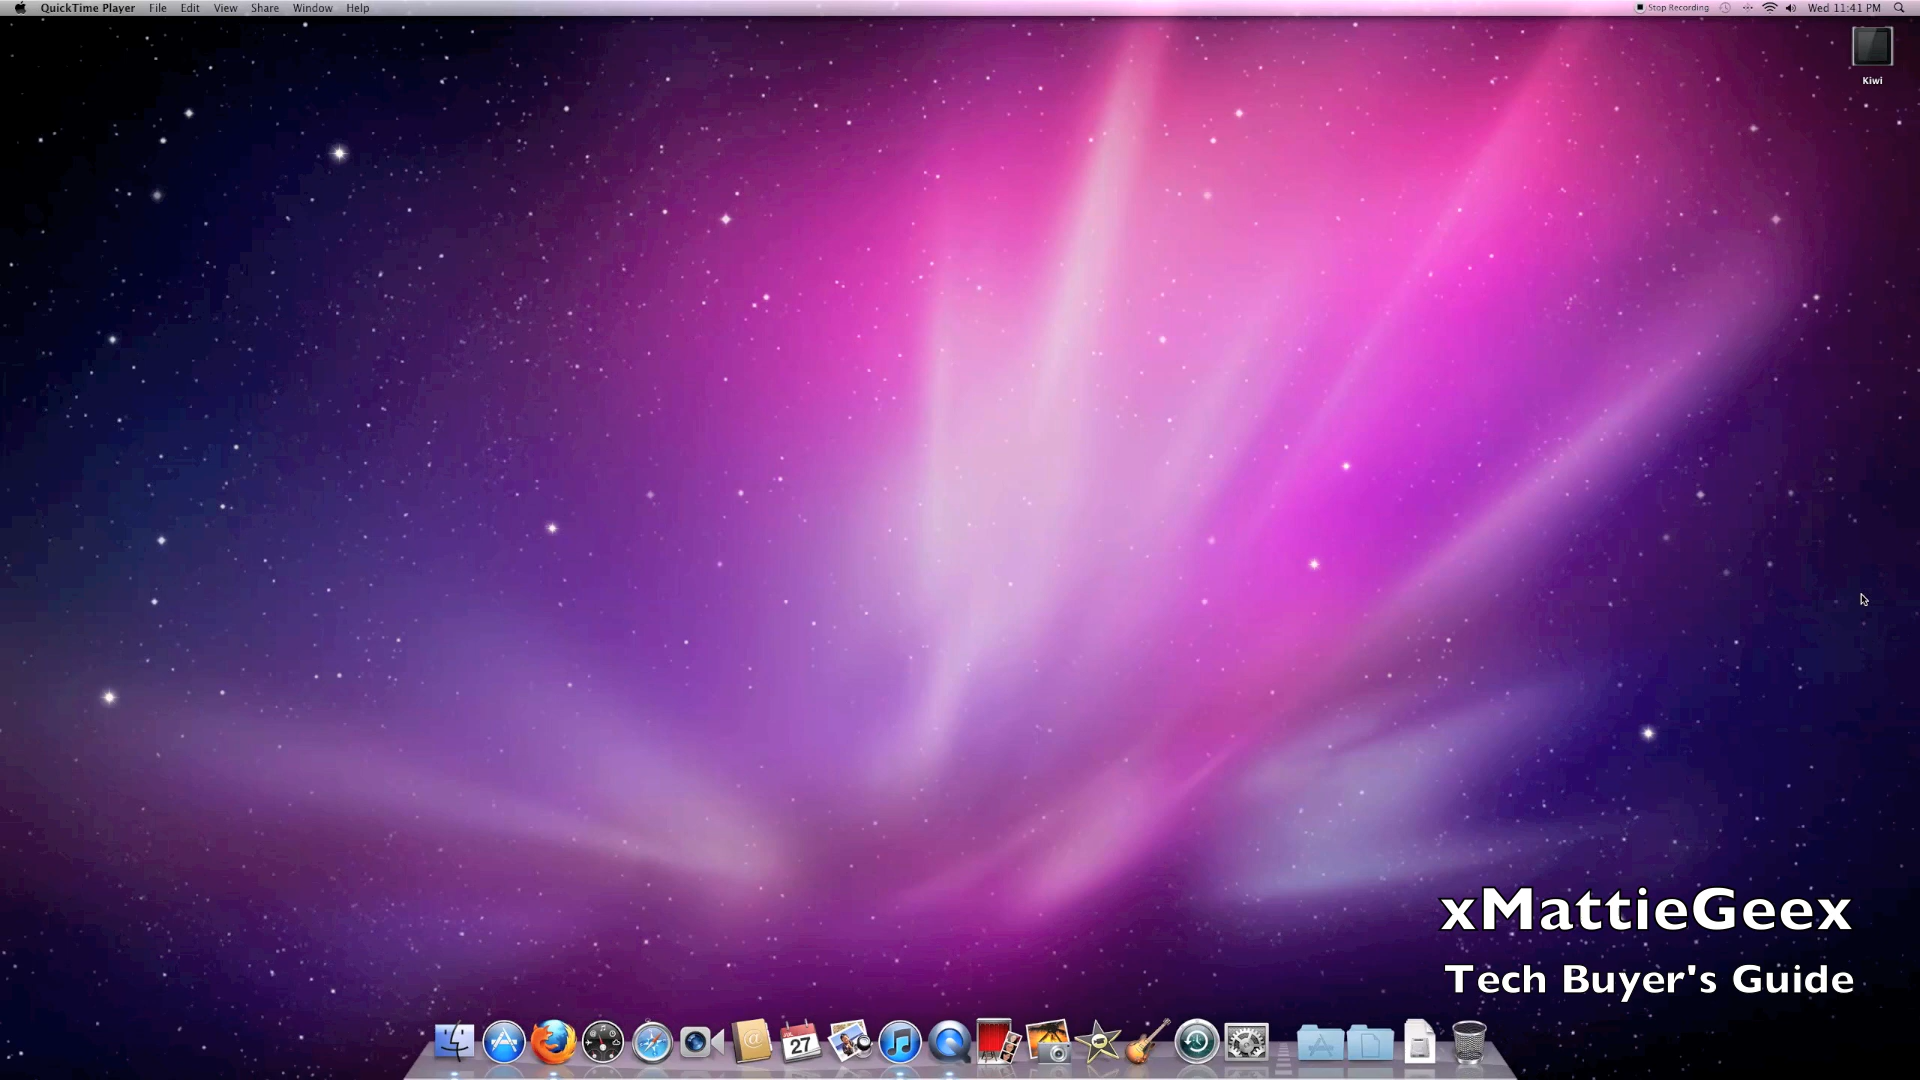 QuickTime Player File Edit View Share Window Help
Stop Recording Wed 11:41 PM
Kiwi
xMattieGeex
Tech Buyer's Guide
JUL 27